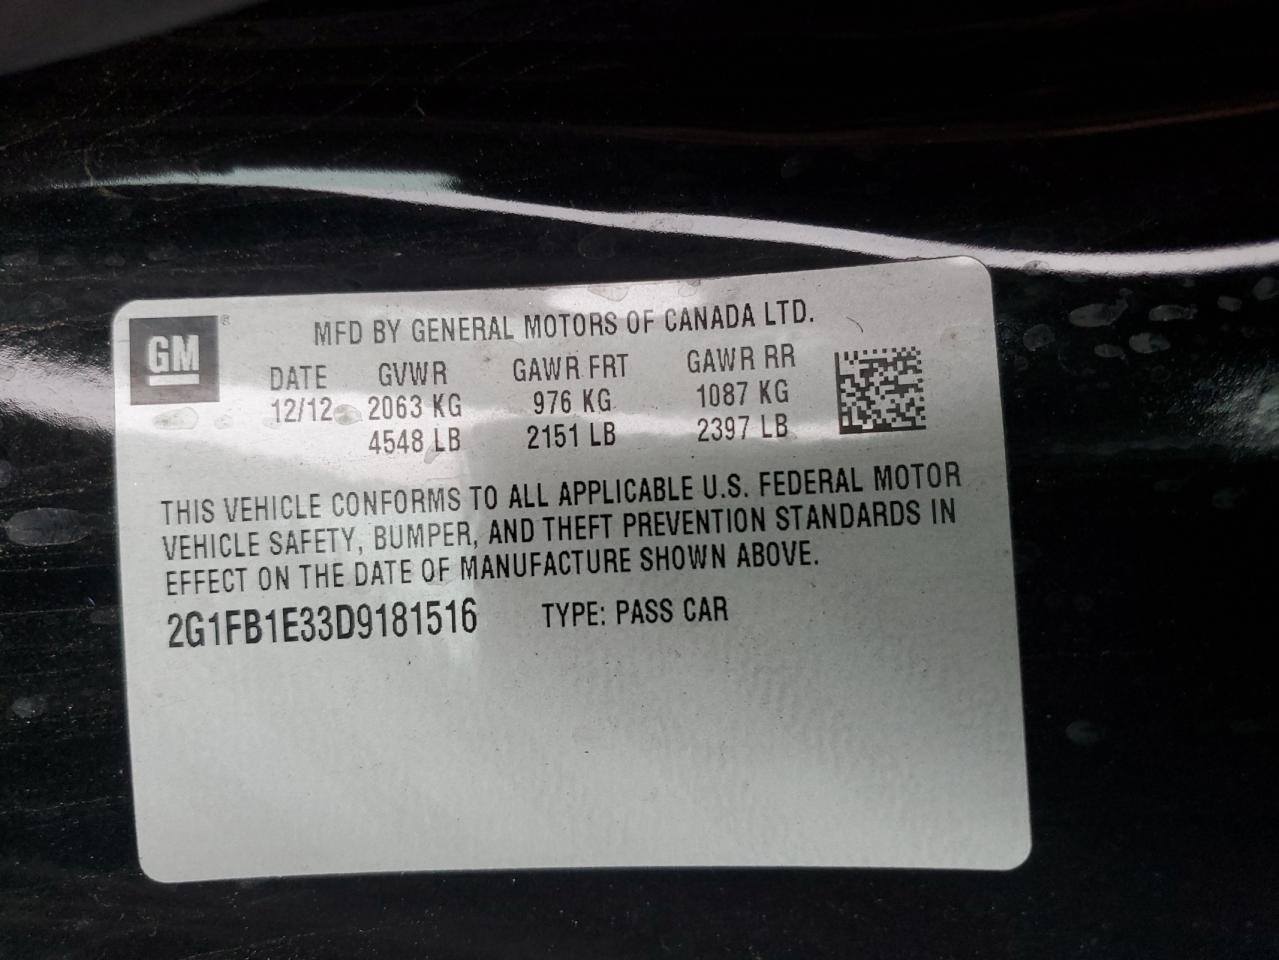 GM ®
MFD BY GENERAL MOTORS OF CANADA LTD.
DATE GVWR GAWR FRT GAWR RR
12/12 2063 KG 976 KG 1087 KG
4548 LB 2151 LB 2397 LB
THIS VEHICLE CONFORMS TO ALL APPLICABLE U.S. FEDERAL MOTOR
VEHICLE SAFETY, BUMPER, AND THEFT PREVENTION STANDARDS IN
EFFECT ON THE DATE OF MANUFACTURE SHOWN ABOVE.
2G1FB1E33D9181516 TYPE: PASS CAR